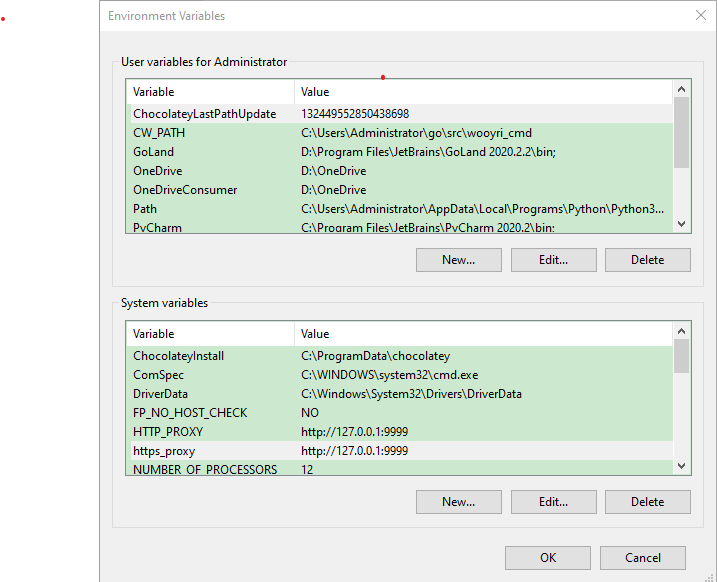 Environment Variables
User variables for Administrator
Variable Value
ChocolateyLastPathUpdate 132449552850438698
CW_PATH C:\Users\Administrator\go\src\wooyri_cmd
GoLand D:\Program Files\JetBrains\GoLand 2020.2.2\bin;
OneDrive D:\OneDrive
OneDriveConsumer D:\OneDrive
Path C:\Users\Administrator\AppData\Local\Programs\Python\Python3...
PyCharm C:\Program Files\JetBrains\PyCharm 2020.2\bin;
New... Edit... Delete
System variables
Variable Value
ChocolateyInstall C:\ProgramData\chocolatey
ComSpec C:\WINDOWS\system32\cmd.exe
DriverData C:\Windows\System32\Drivers\DriverData
FP_NO_HOST_CHECK NO
HTTP_PROXY http://127.0.0.1:9999
https_proxy http://127.0.0.1:9999
NUMBER_OF_PROCESSORS 12
New... Edit... Delete
OK Cancel